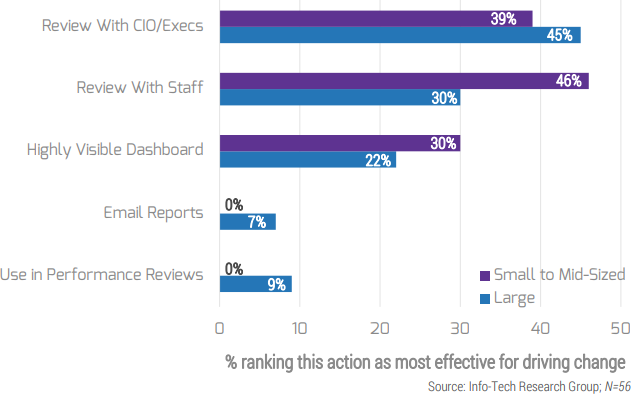 Review With CIO/Execs
39%
45%
Review With Staff
46%
30%
Highly Visible Dashboard
30%
22%
Email Reports
0%
7%
Use in Performance Reviews
0%
9%
Small to Mid-Sized
Large
0 10 20 30 40 50
% ranking this action as most effective for driving change
Source: Info-Tech Research Group; N=56